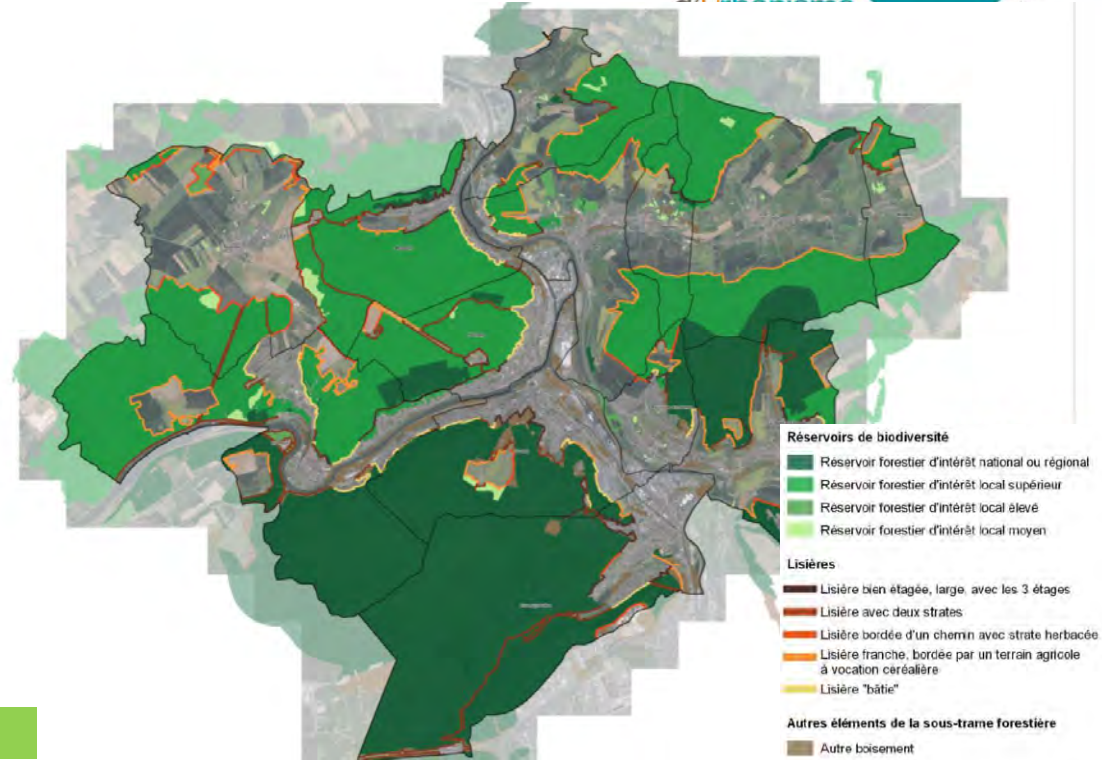 Réservoirs de biodiversité
Réservoir forestier d'intérêt national ou régional
Réservoir forestier d'intérêt local supérieur
Réservoir forestier d'intérêt local élevé
Réservoir forestier d'intérêt local moyen
Lisières
Lisière bien étagée, large, avec les 3 étages
Lisière avec deux strates
Lisière bordée d'un chemin avec strate herbacée
Lisière franche, bordée par un terrain agricole
à vocation ceréalière
Lisière "bâtie"
Autres éléments de la sous-trame forestière
Autre boisement